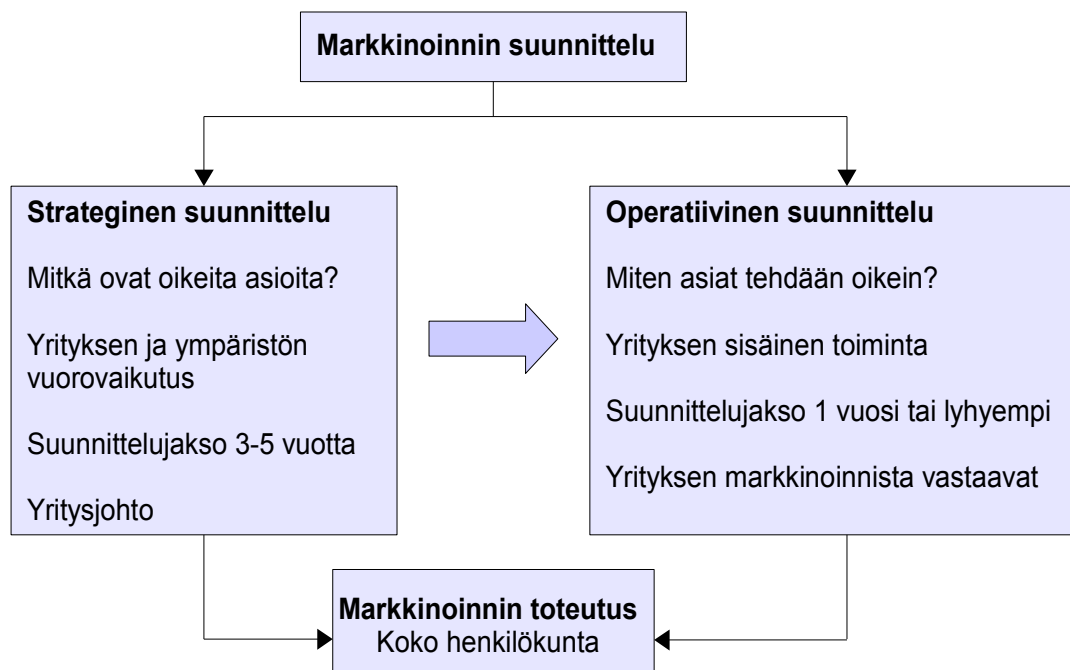 Markkinoinnin suunnittelu
Strateginen suunnittelu
Mitkä ovat oikeita asioita?
Yrityksen ja ympäristön
vuorovaikutus
Suunnittelujakso 3-5 vuotta
Yritysjohto
Operatiivinen suunnittelu
Miten asiat tehdään oikein?
Yrityksen sisäinen toiminta
Suunnittelujakso 1 vuosi tai lyhyempi
Yrityksen markkinoinnista vastaavat
Markkinoinnin toteutus
Koko henkilökunta